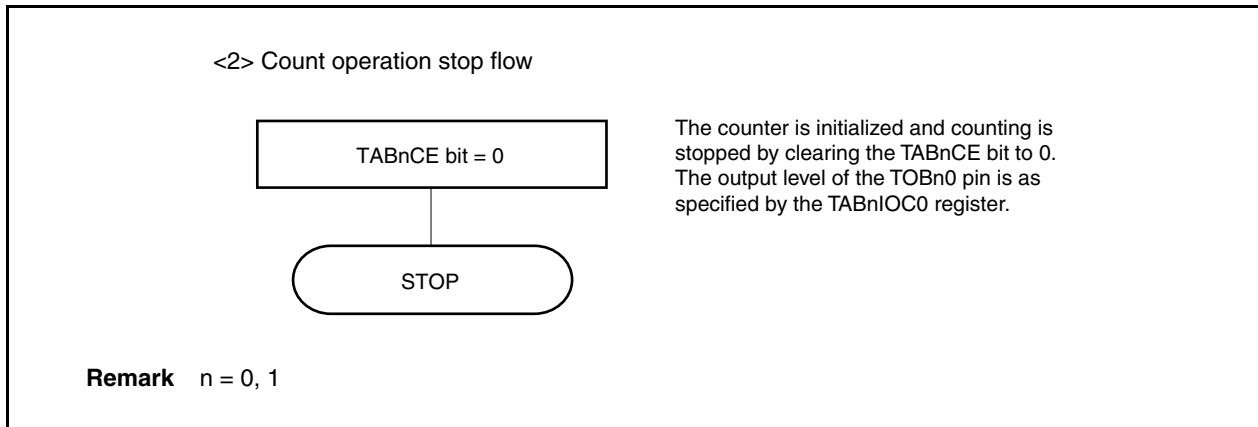 <2> Count operation stop flow
TABnCE bit = 0
The counter is initialized and counting is
stopped by clearing the TABnCE bit to 0.
The output level of the TOBn0 pin is as
specified by the TABnIOC0 register.
STOP
Remark n = 0, 1